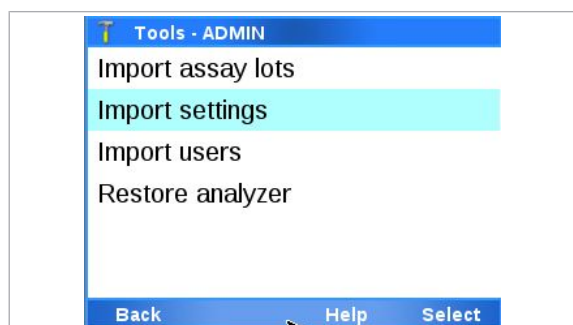 Tools - ADMIN
Import assay lots
Import settings
Import users
Restore analyzer
Back Help Select